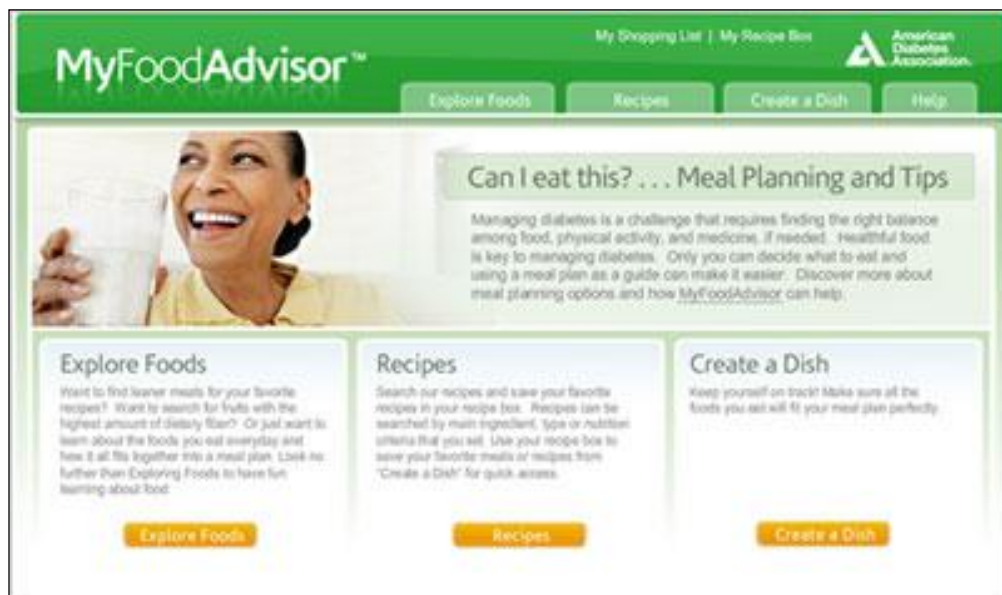 My Shopping List | My Recipe Box
American
Diabetes
Association.
MyFoodAdvisor™
Explore Foods
Recipes
Create a Dish
Help
Can I eat this? . . . Meal Planning and Tips
Managing diabetes is a challenge that requires finding the right balance
among food, physical activity, and medicine, if needed. Healthful food
is key to managing diabetes. Only you can decide what to eat and
using a meal plan as a guide can make it easier. Discover more about
meal planning options and how MyFoodAdvisor can help.
Explore Foods
Want to find leaner meats for your favorite
recipes? Want to search for fruits with the
highest amount of dietary fiber? Or just want to
learn about the foods you eat everyday and
how it all fits together into a meal plan. Look no
further than Exploring Foods to have fun
learning about food
Explore Foods
Recipes
Search our recipes and save your favorite
recipes in your recipe box. Recipes can be
searched by main ingredient, type or nutrition
criteria that you set. Use your recipe box to
save your favorite meals or recipes from
"Create a Dish" for quick access.
Recipes
Create a Dish
Keep yourself on track! Make sure all the
foods you eat will fit your meal plan perfectly.
Create a Dish